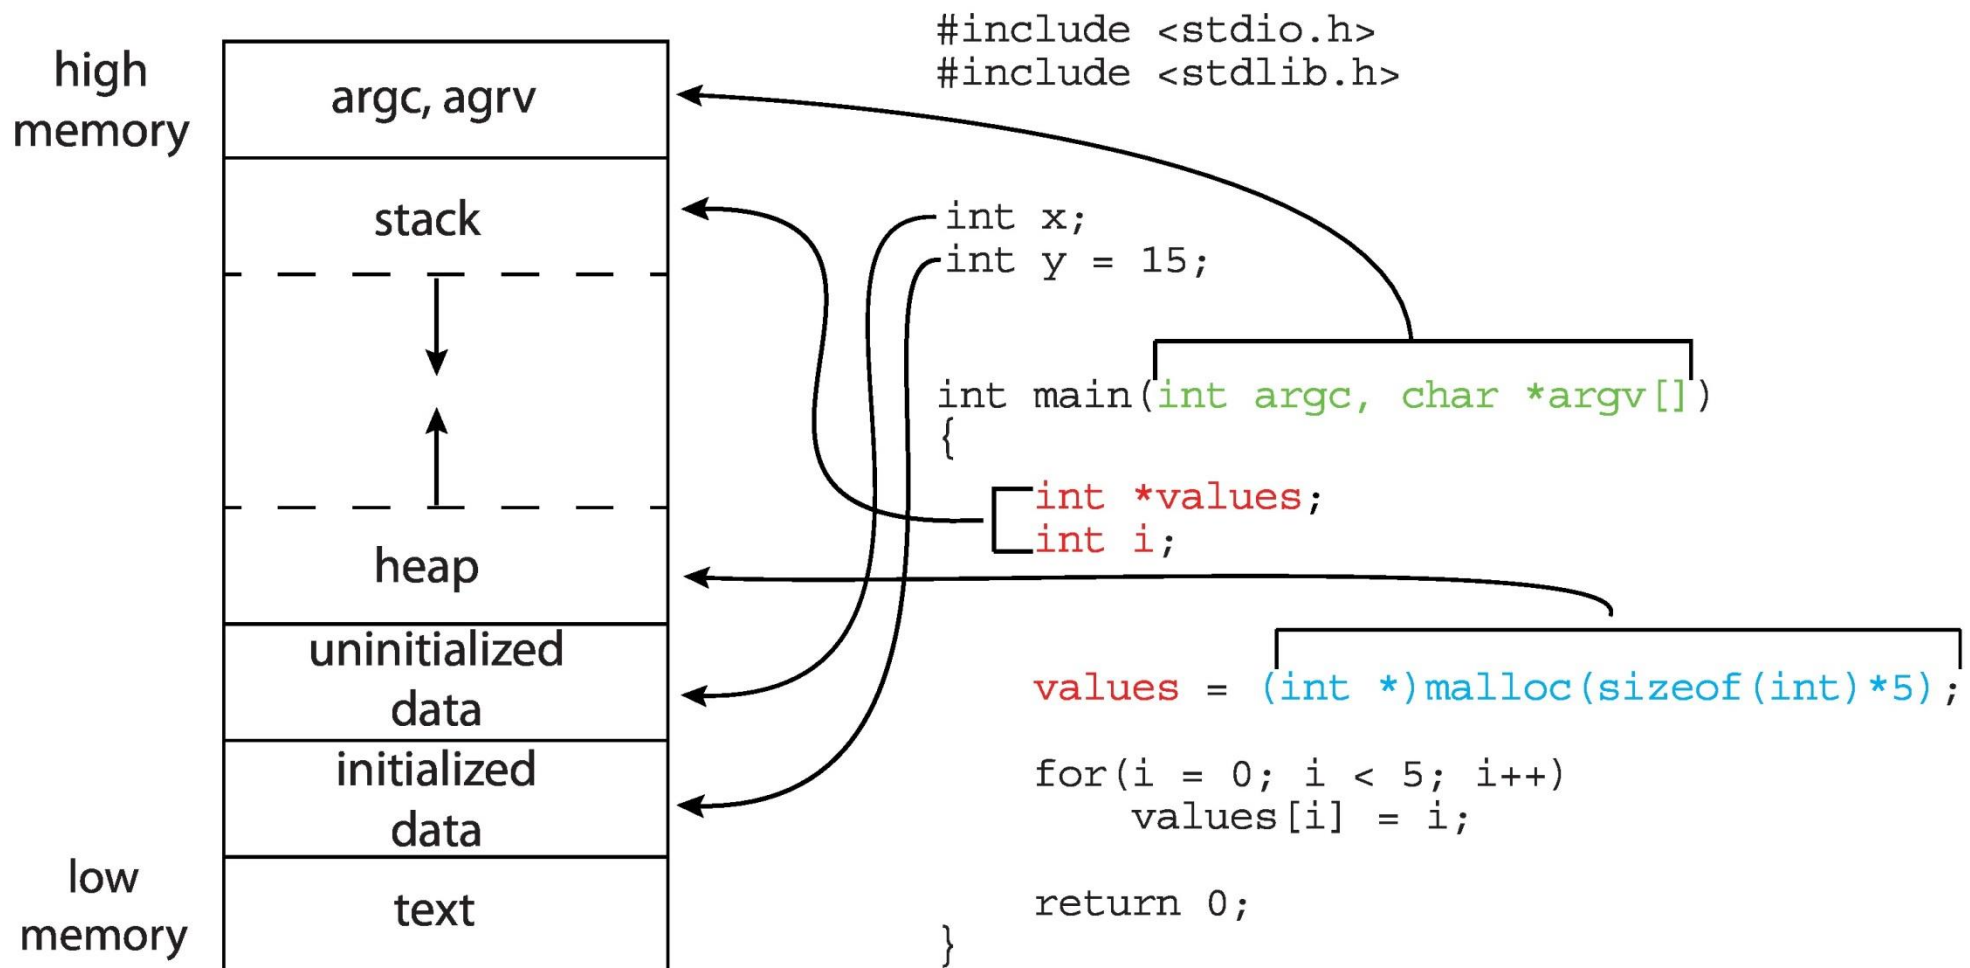 high
memory
argc, agrv
stack
heap
uninitialized
data
initialized
data
low
memory
text
#include <stdio.h>
#include <stdlib.h>
int x;
int y = 15;
int main(int argc, char *argv[])
{
int *values;
int i;
values = (int *)malloc(sizeof(int)*5);
for(i = 0; i < 5; i++)
values[i] = i;
return 0;
}